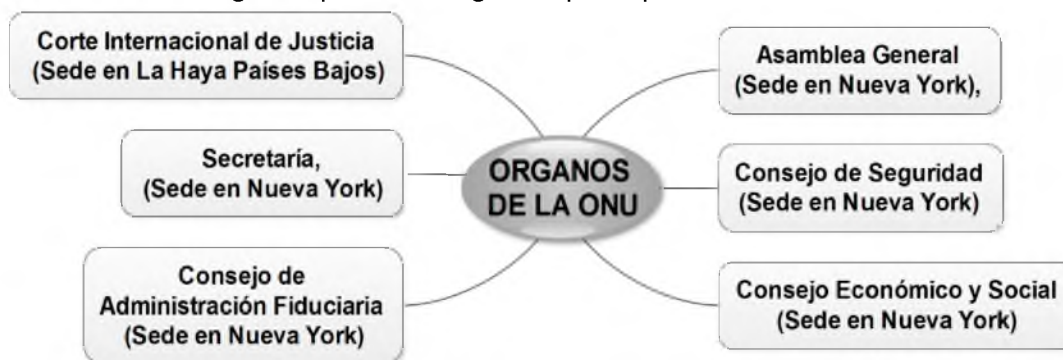 Corte Internacional de Justicia
(Sede en La Haya Países Bajos)
Secretaría,
(Sede en Nueva York)
Consejo de
Administración Fiduciaria
(Sede en Nueva York)
ORGANOS
DE LA ONU
Asamblea General
(Sede en Nueva York),
Consejo de Seguridad
(Sede en Nueva York)
Consejo Económico y Social
(Sede en Nueva York)